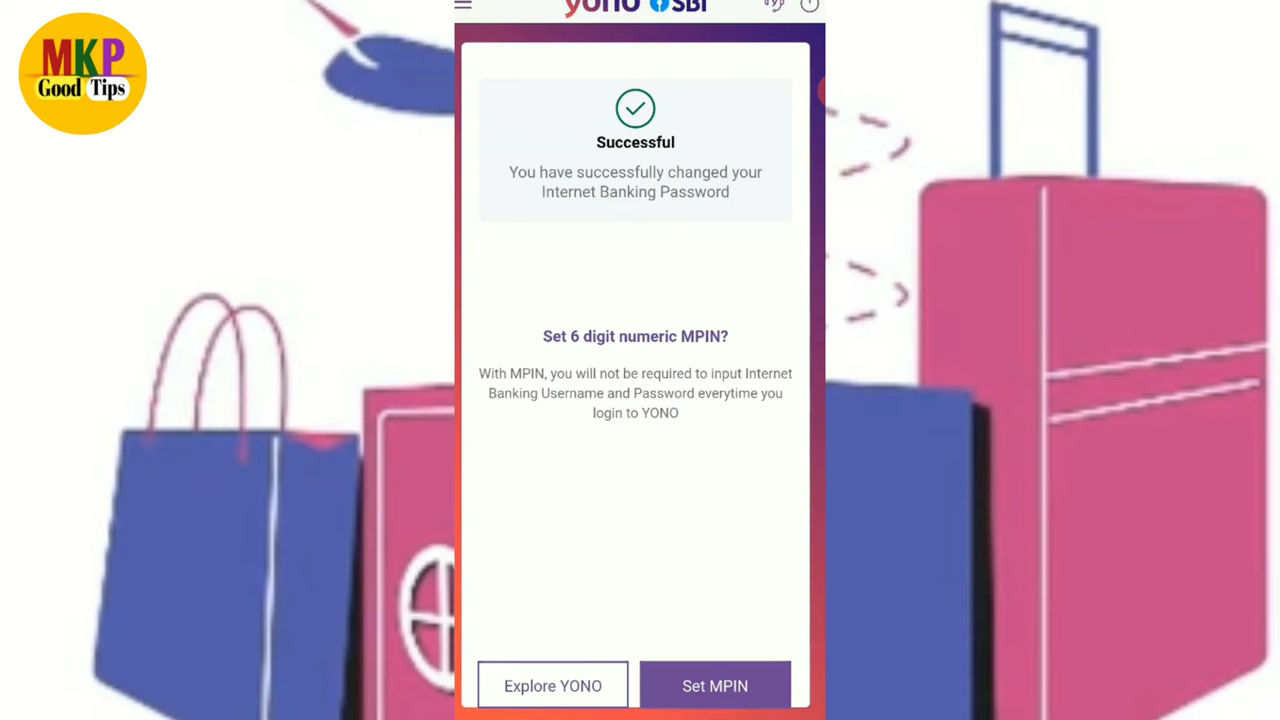 MKP
Good Tips
yono SBI
Successful
You have successfully changed your
Internet Banking Password
Set 6 digit numeric MPIN?
With MPIN, you will not be required to input Internet
Banking Username and Password everytime you
login to YONO
Explore YONO
Set MPIN